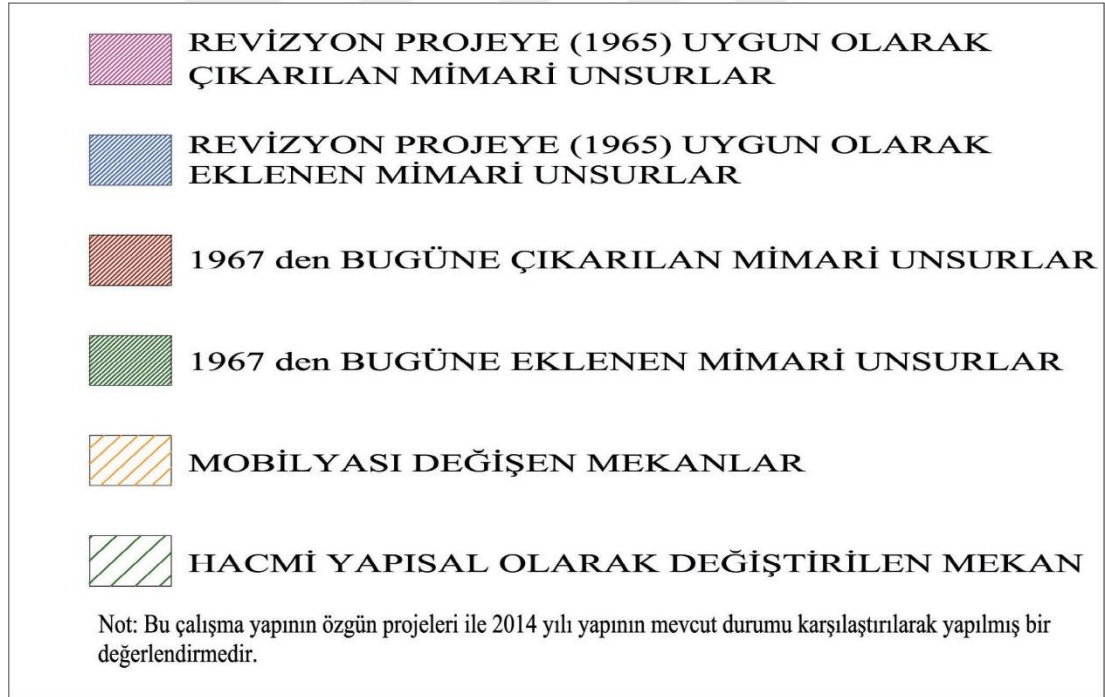 REVİZYON PROJEYE (1965) UYGUN OLARAK
ÇIKARILAN MİMARİ UNSURLAR
REVİZYON PROJEYE (1965) UYGUN OLARAK
EKLENEN MİMARİ UNSURLAR
1967 den BUGÜNE ÇIKARILAN MİMARİ UNSURLAR
1967 den BUGÜNE EKLENEN MİMARİ UNSURLAR
MOBİLYASI DEĞİŞEN MEKANLAR
HACMİ YAPISAL OLARAK DEĞİŞTİRİLEN MEKAN
Not: Bu çalışma yapının özgün projeleri ile 2014 yılı yapının mevcut durumu karşılaştırılarak yapılmış bir
değerlendirmedir.